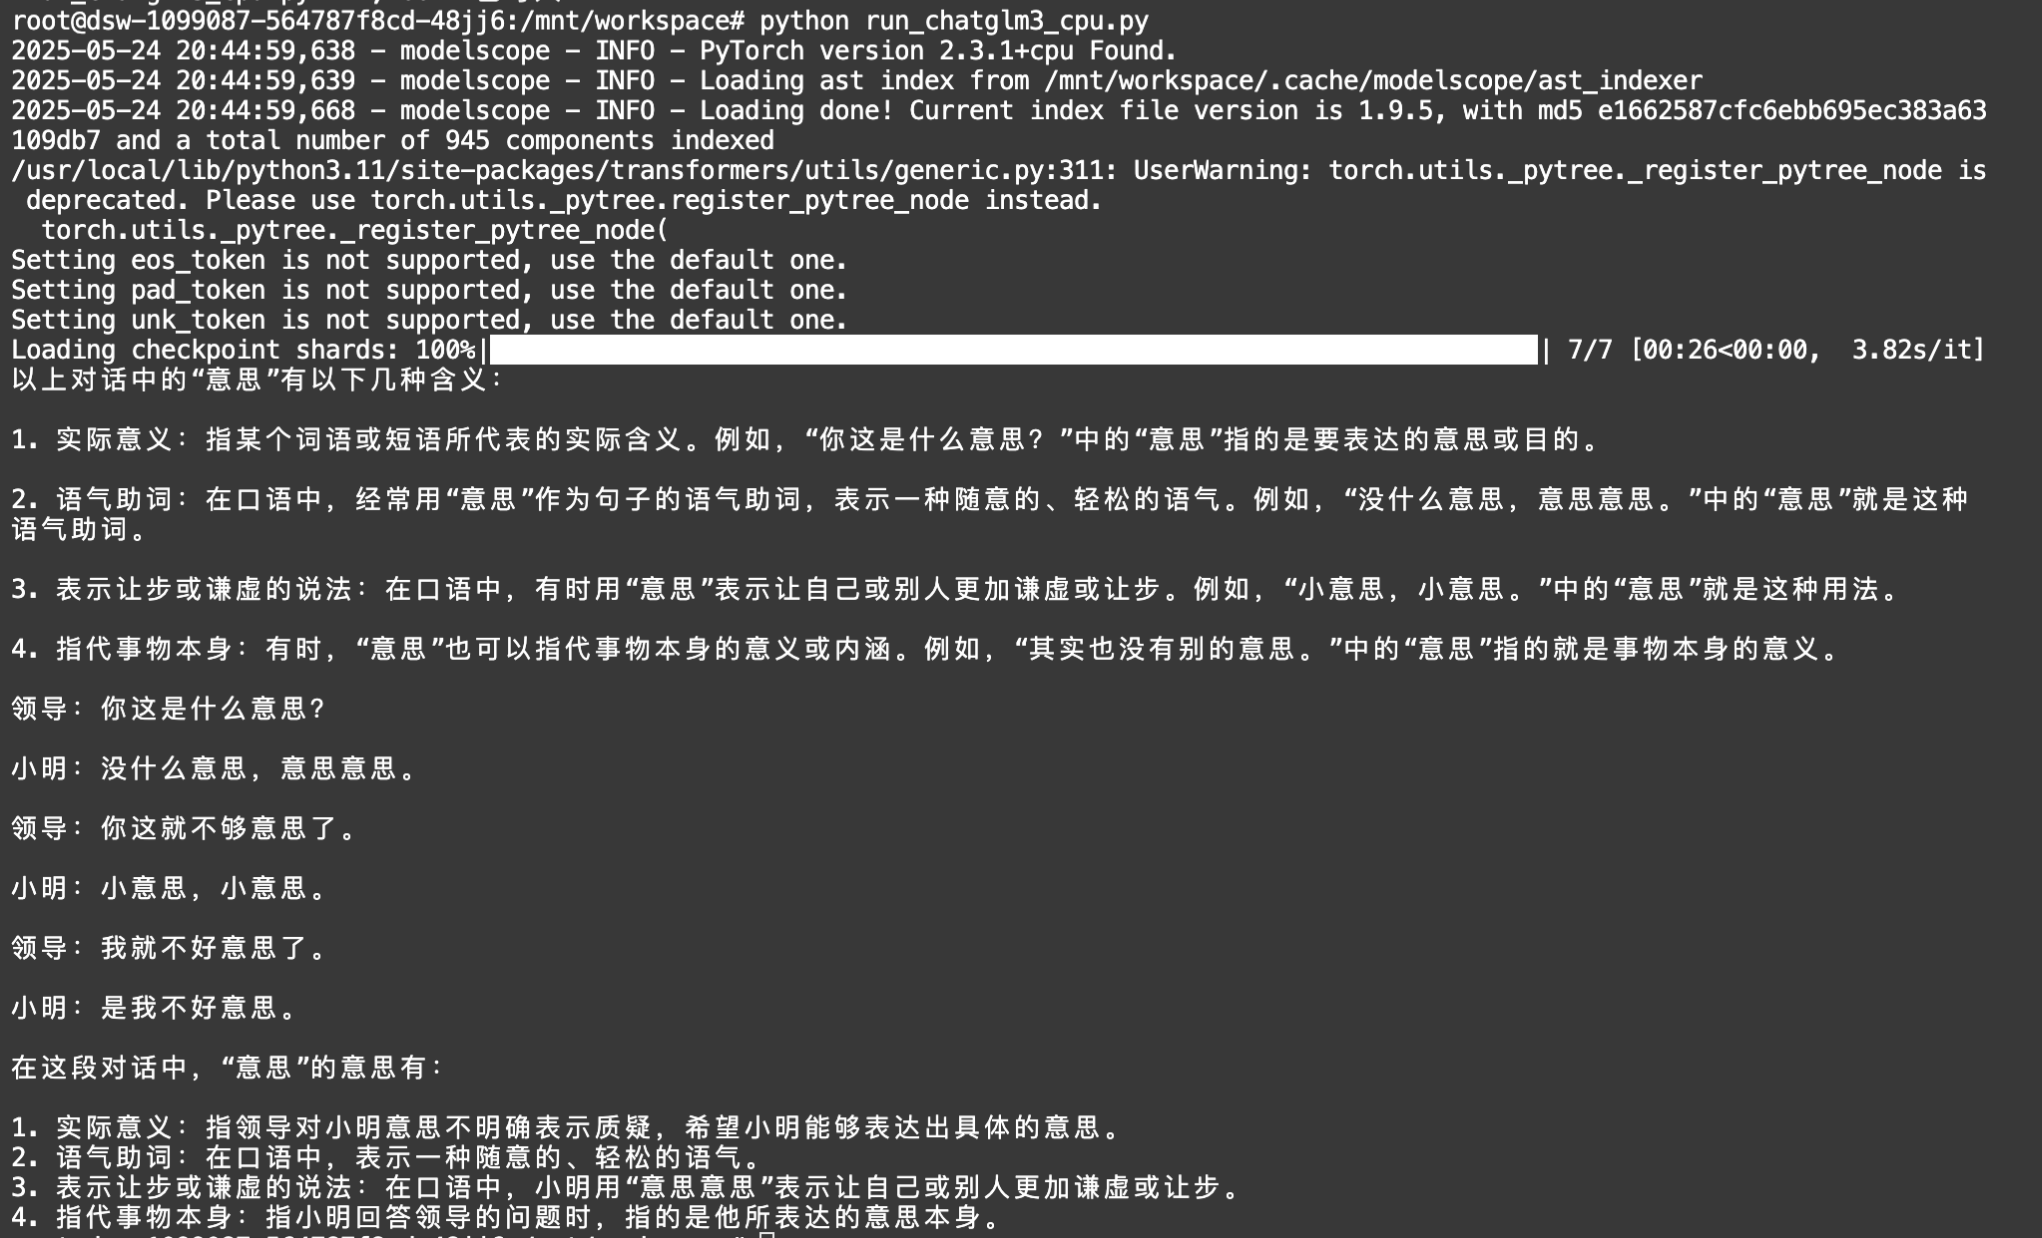 root@dsw-1099087-564787f8cd-48jj6:/mnt/workspace# python run_chatglm3_cpu.py
2025-05-24 20:44:59,638 - modelscope - INFO - PyTorch version 2.3.1+cpu Found.
2025-05-24 20:44:59,639 - modelscope - INFO - Loading ast index from /mnt/workspace/.cache/modelscope/ast_indexer
2025-05-24 20:44:59,668 - modelscope - INFO - Loading done! Current index file version is 1.9.5, with md5 e1662587cfc6ebb695ec383a63
109db7 and a total number of 945 components indexed
/usr/local/lib/python3.11/site-packages/transformers/utils/generic.py:311: UserWarning: torch.utils._pytree._register_pytree_node is
deprecated. Please use torch.utils._pytree.register_pytree_node instead.
torch.utils._pytree._register_pytree_node(
Setting eos_token is not supported, use the default one.
Setting pad_token is not supported, use the default one.
Setting unk_token is not supported, use the default one.
Loading checkpoint shards: 100%| | 7/7 [00:26<00:00, 3.82s/it]
以上对话中的“意思”有以下几种含义：
1. 实际意义：指某个词语或短语所代表的实际含义。例如，“你这是什么意思？”中的“意思”指的是要表达的意思或目的。
2. 语气助词：在口语中，经常用“意思”作为句子的语气助词，表示一种随意的、轻松的语气。例如，“没什么意思，意思意思。”中的“意思”就是这种
语气助词。
3. 表示让步或谦虚的说法：在口语中，有时用“意思”表示让自己或别人更加谦虚或让步。例如，“小意思，小意思。”中的“意思”就是这种用法。
4. 指代事物本身：有时，“意思”也可以指代事物本身的意义或内涵。例如，“其实也没有别的意思。”中的“意思”指的就是事物本身的意义。
领导：你这是什么意思？
小明：没什么意思，意思意思。
领导：你这就不够意思了。
小明：小意思，小意思。
领导：我就不好意思了。
小明：是我不好意思。
在这段对话中，“意思”的意思有：
1. 实际意义：指领导对小明意思不明确表示质疑，希望小明能够表达出具体的意思。
2. 语气助词：在口语中，表示一种随意的、轻松的语气。
3. 表示让步或谦虚的说法：在口语中，小明用“意思意思”表示让自己或别人更加谦虚或让步。
4. 指代事物本身：指小明回答领导的问题时，指的是他所表达的意思本身。